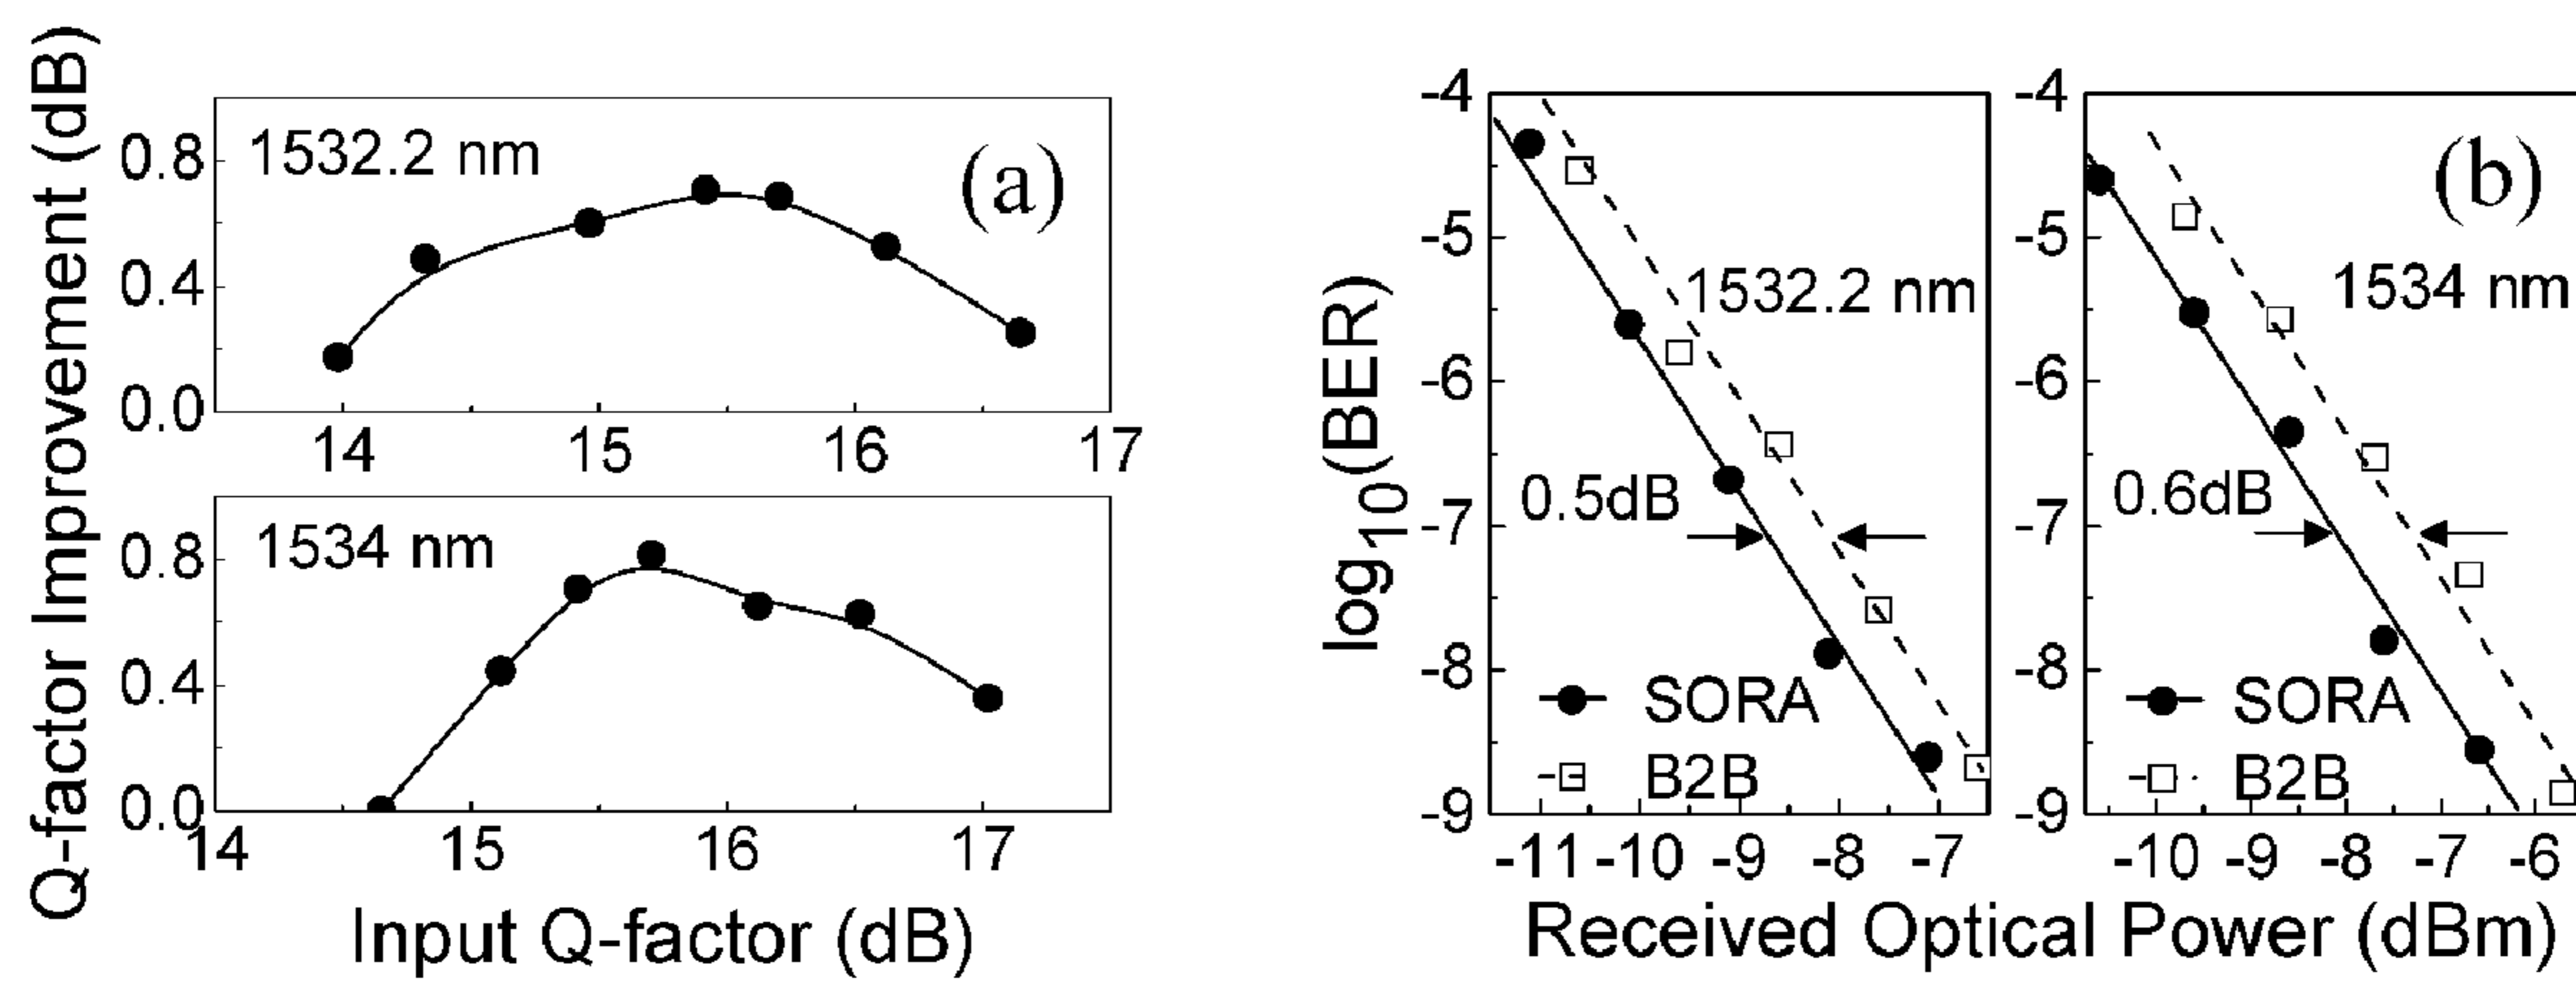 Q-factor Improvement (dB)
0.8
0.4
0.0
1532.2 nm
(a)
14 15 16 17
0.8
0.4
0.0
1534 nm
14 15 16 17
Input Q-factor (dB)
log10(BER)
-4
-5
-6
-7
-8
-9
1532.2 nm
0.5dB
SORA
B2B
-11 -10 -9 -8 -7
-4
-5
-6
-7
-8
-9
(b)
1534 nm
0.6dB
SORA
B2B
-10 -9 -8 -7 -6
Received Optical Power (dBm)